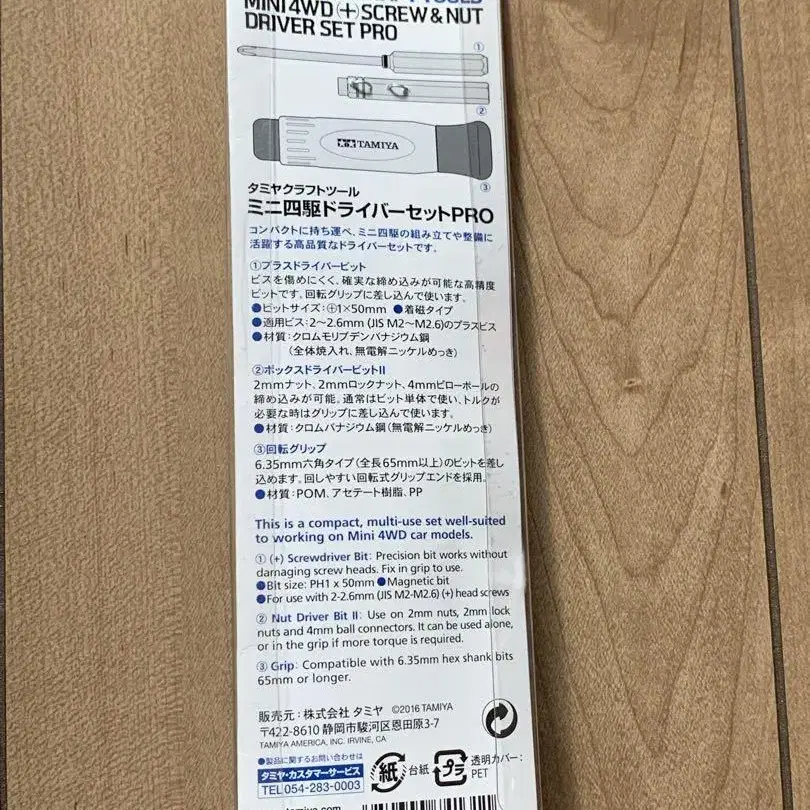 MINI 4WD (+) SCREW & NUT
DRIVER SET PRO
①
②
TAMIYA
③
タミヤクラフトツール
ミニ四駆ドライバーセットPRO
コンパクトに持ち運べ、ミニ四駆の組み立てや整備に
活躍する高品質なドライバーセットです。
①プラスドライバービット
ビスを傷めにくく、確実な締め込みが可能な高精度
ビットです。回転グリップに差し込んで使います。
●ビットサイズ:⊕1×50mm ●着磁タイプ
●適用ビス:2〜2.6mm (JIS M2〜M2.6)のプラスビス
●材質:クロムモリブデンバナジウム鋼
(全体焼入れ、無電解ニッケルめっき)
②ボックスドライバービットII
2mmナット、2mmロックナット、4mmピローボールの
締め込みが可能。通常はビット単体で使い、トルクが
必要な時はグリップに差し込んで使います。
●材質:クロムバナジウム鋼(無電解ニッケルめっき)
③回転グリップ
6.35mm六角タイプ(全長65mm以上)のビットを差し
込めます。回しやすい回転式グリップエンドを採用。
●材質:POM、アセテート樹脂、PP
This is a compact, multi-use set well-suited
to working on Mini 4WD car models.
① (+) Screwdriver Bit: Precision bit works without
damaging screw heads. Fix in grip to use.
●Bit size: PH1 x 50mm ●Magnetic bit
●For use with 2-2.6mm (JIS M2-M2.6) (+) head screws
② Nut Driver Bit II: Use on 2mm nuts, 2mm lock
nuts and 4mm ball connectors. It can be used alone,
or in the grip if more torque is required.
③ Grip: Compatible with 6.35mm hex shank bits
65mm or longer.
販売元:株式会社 タミヤ ©2016 TAMIYA
〒422-8610 静岡市駿河区恩田原3-7
TAMIYA AMERICA, INC. IRVINE, CA
●製品に関するお問い合わせは
タミヤ・カスタマーサービス
TEL 054-283-0003
紙 台紙
プラ 透明カバー:
PET
tamiya.com